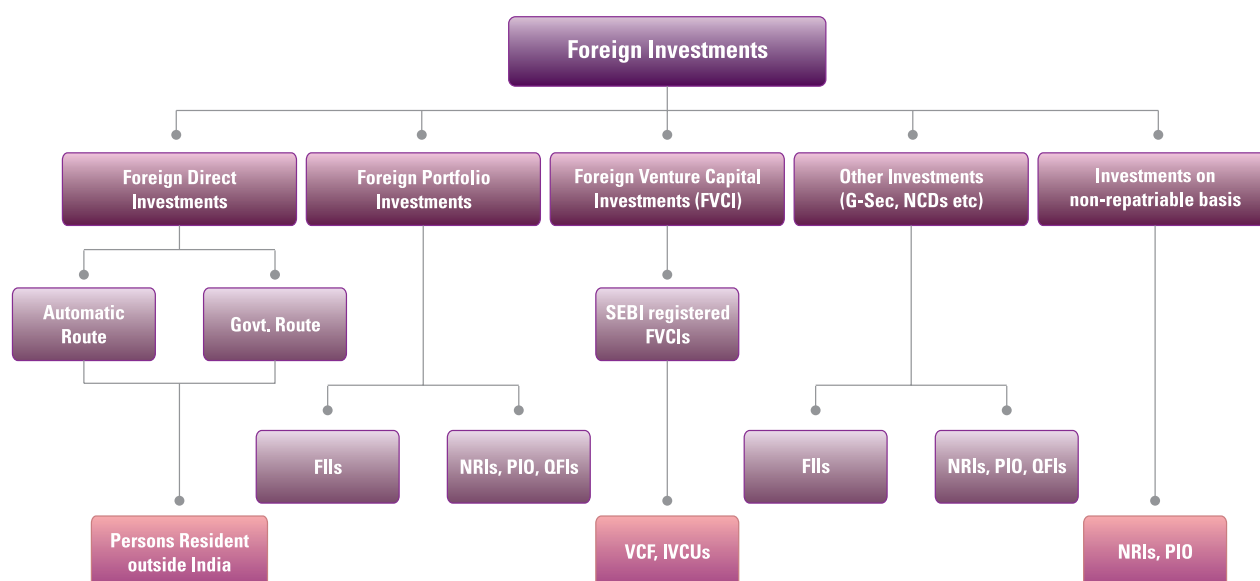 Foreign Investments
Foreign Direct
Investments
Foreign Portfolio
Investments
Foreign Venture Capital
Investments (FVCI)
Other Investments
(G-Sec, NCDs etc)
Investments on
non-repatriable basis
Automatic
Route
Govt. Route
SEBI registered
FVCIs
FIIs
NRIs, PIO, QFIs
FIIs
NRIs, PIO, QFIs
Persons Resident
outside India
VCF, IVCUs
NRIs, PIO